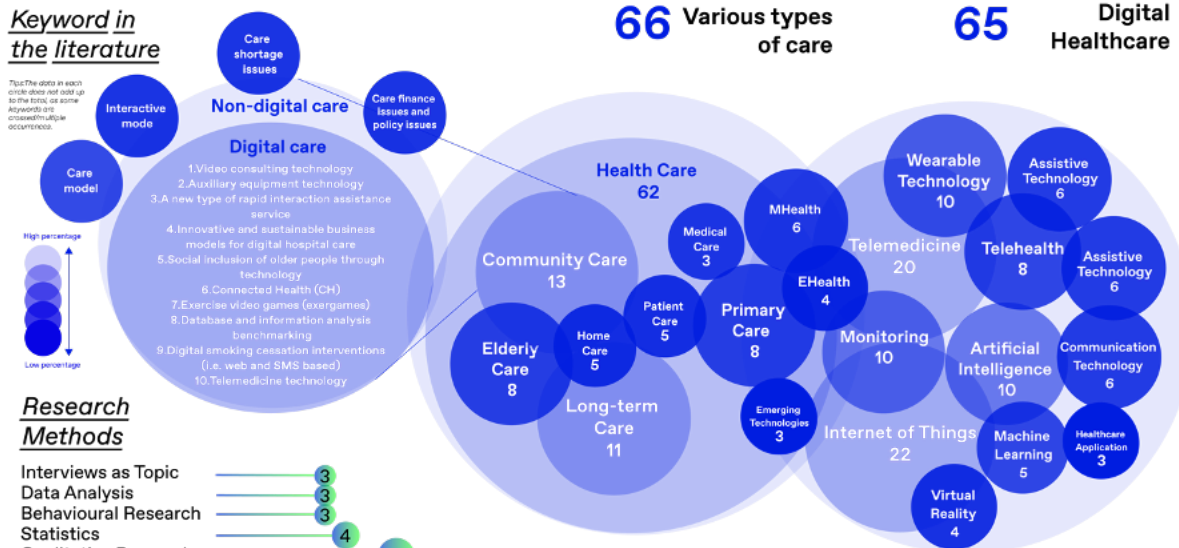 Keyword in
the literature
Tips:The data in each
circle does not add up
to the total, as some
keywords are
crossed/multiple
occurrences.
Care
shortage
issues
Interactive
mode
Care
model
Care finance
issues and
policy issues
Non-digital care
Digital care
1.Video consulting technology
2.Auxiliary equipment technology
3.A new type of rapid interaction assistance
service
4.Innovative and sustainable business
models for digital hospital care
5.Social inclusion of older people through
technology
6.Connected Health (CH)
7.Exercise video games (exergames)
8.Database and information analysis
benchmarking
9.Digital smoking cessation interventions
(i.e. web and SMS based)
10.Telemedicine technology
High percentage
Low percentage
66 Various types
of care
65 Digital
Healthcare
Health Care
62
Community Care
13
Elderly
Care
8
Home
Care
5
Long-term
Care
11
Patient
Care
5
Medical
Care
3
Primary
Care
8
MHealth
6
EHealth
4
Emerging
Technologies
3
Telemedicine
20
Monitoring
10
Internet of Things
22
Wearable
Technology
10
Assistive
Technology
6
Telehealth
8
Assistive
Technology
6
Artificial
Intelligence
10
Communication
Technology
6
Machine
Learning
5
Healthcare
Application
3
Virtual
Reality
4
Research
Methods
Interviews as Topic 3
Data Analysis 3
Behavioural Research 3
Statistics 4